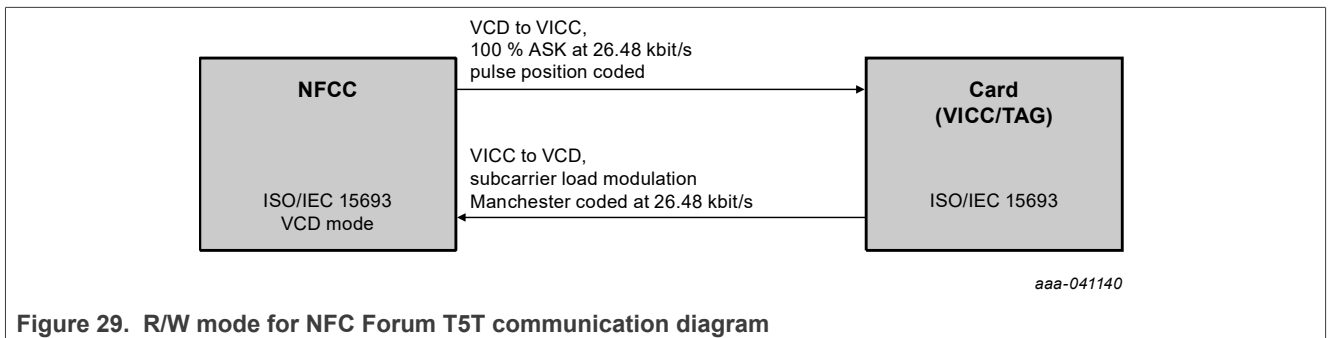 VCD to VICC,
100 % ASK at 26.48 kbit/s
pulse position coded
NFCC
Card
(VICC/TAG)
VICC to VCD,
subcarrier load modulation
Manchester coded at 26.48 kbit/s
ISO/IEC 15693
VCD mode
ISO/IEC 15693
aaa-041140
Figure 29. R/W mode for NFC Forum T5T communication diagram